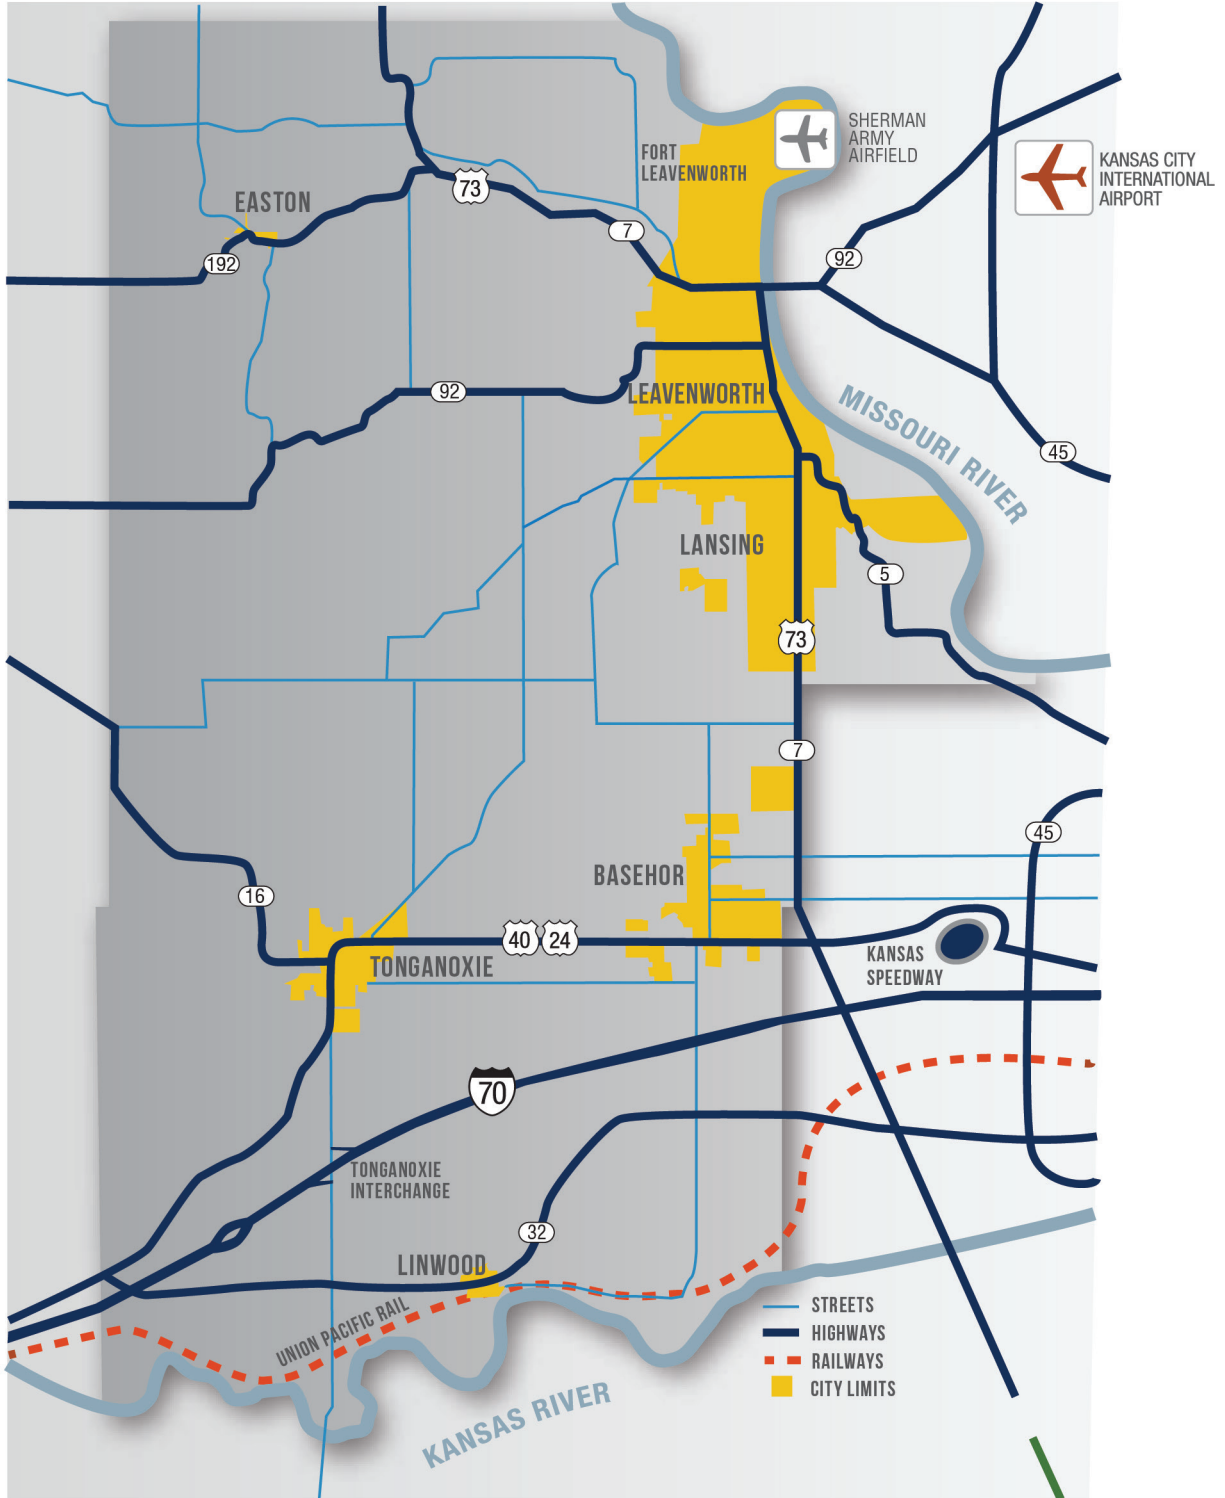 SHERMAN
ARMY
AIRFIELD
FORT
LEAVENWORTH
KANSAS CITY
INTERNATIONAL
AIRPORT
73
EASTON
7
192
92
92
LEAVENWORTH
MISSOURI RIVER
45
LANSING
5
73
7
45
BASEHOR
16
40
24
KANSAS
SPEEDWAY
TONGANOXIE
70
TONGANOXIE
INTERCHANGE
32
LINWOOD
UNION PACIFIC RAIL
STREETS
HIGHWAYS
RAILWAYS
CITY LIMITS
KANSAS RIVER